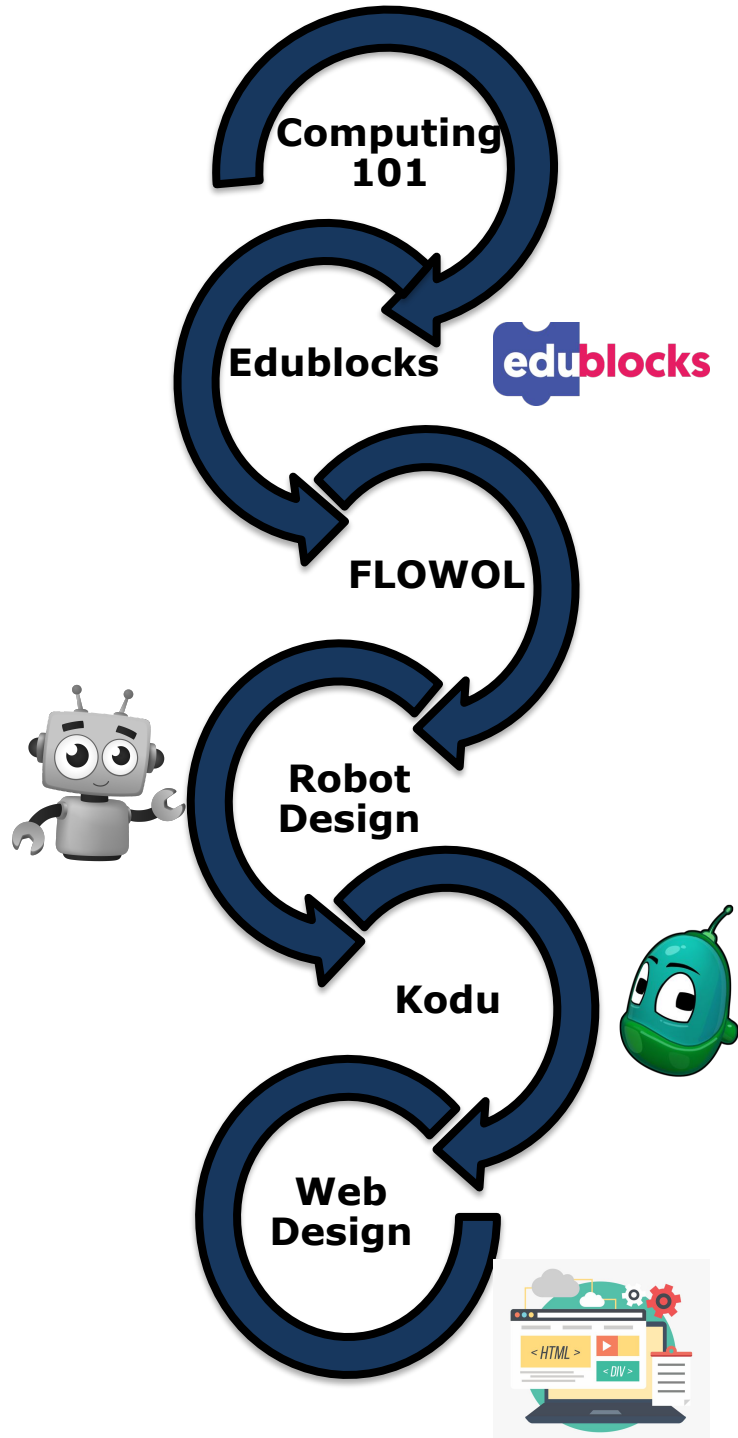 Computing
101
Edublocks
edublocks
FLOWOL
Robot
Design
Kodu
Web
Design
< HTML >
< DIV >